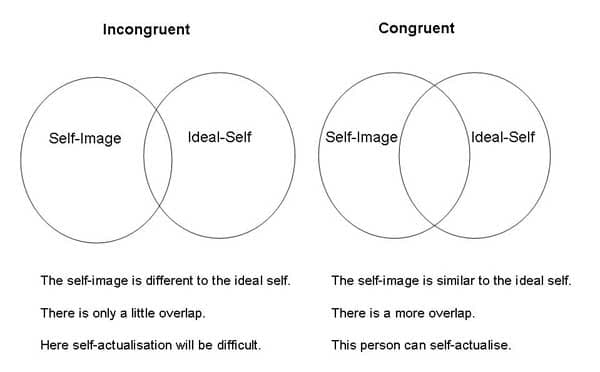 Incongruent
Self-Image
Ideal-Self
The self-image is different to the ideal self.
There is only a little overlap.
Here self-actualisation will be difficult.
Congruent
Self-Image
Ideal-Self
The self-image is similar to the ideal self.
There is a more overlap.
This person can self-actualise.